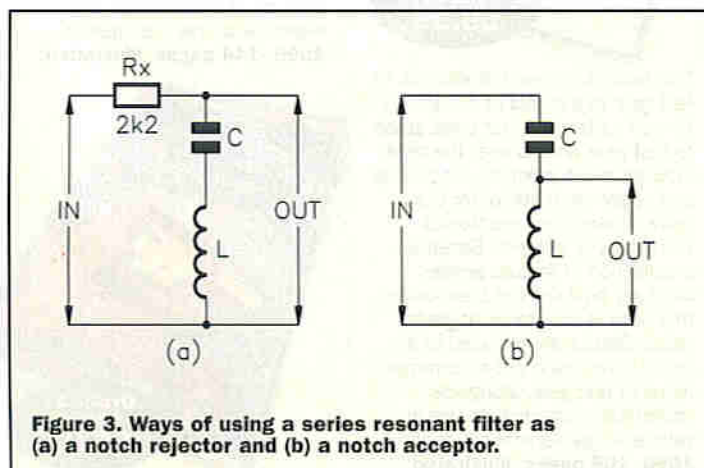 Rx
2k2
C
IN
OUT
L
(a)
C
IN
L
OUT
(b)
Figure 3. Ways of using a series resonant filter as
(a) a notch rejector and (b) a notch acceptor.